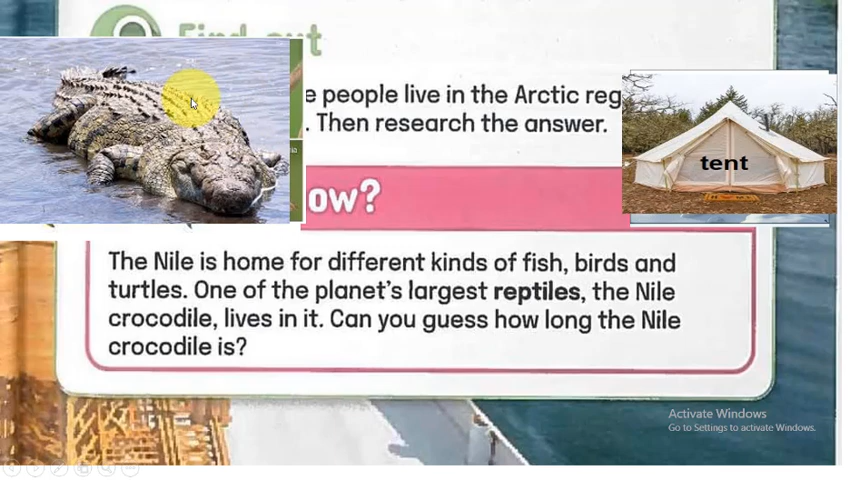 Find out
e people live in the Arctic reg
. Then research the answer.
tent
ow?
The Nile is home for different kinds of fish, birds and
turtles. One of the planet's largest reptiles, the Nile
crocodile, lives in it. Can you guess how long the Nile
crocodile is?
Activate Windows
Go to Settings to activate Windows.